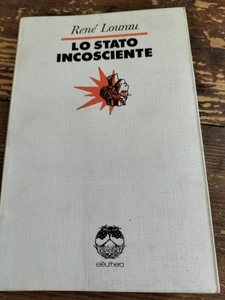 René Lourau
LO STATO
INCOSCIENTE
elèuthera